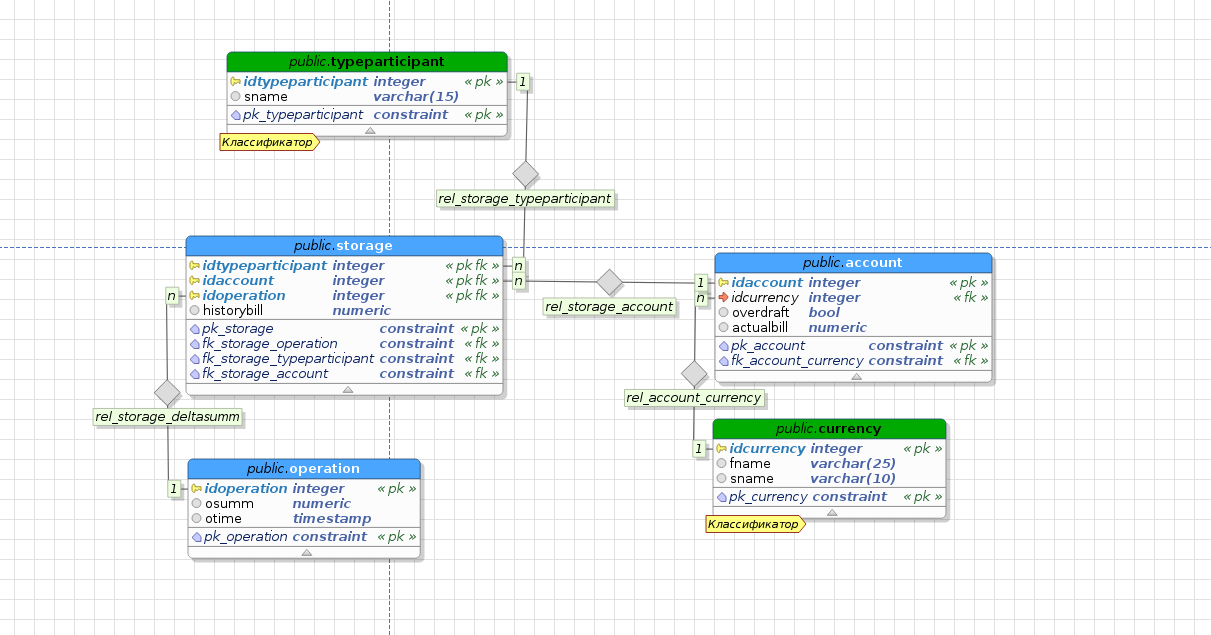 public.typeparticipant
idtypeparticipant integer «pk»
sname varchar(15)
pk_typeparticipant constraint «pk»
Классификатор
1
rel_storage_typeparticipant
n
public.storage
idtypeparticipant integer «pk fk»
idaccount integer «pk fk»
idoperation integer «pk fk»
historybill numeric
pk_storage constraint «pk»
fk_storage_operation constraint «fk»
fk_storage_typeparticipant constraint «fk»
fk_storage_account constraint «fk»
n
rel_storage_account
1
public.account
idaccount integer «pk»
idcurrency integer «fk»
overdraft bool
actualbill numeric
pk_account constraint «pk»
fk_account_currency constraint «fk»
n
rel_account_currency
1
public.currency
idcurrency integer «pk»
fname varchar(25)
sname varchar(10)
pk_currency constraint «pk»
Классификатор
n
rel_storage_deltasumm
1
public.operation
idoperation integer «pk»
osumm numeric
otime timestamp
pk_operation constraint «pk»